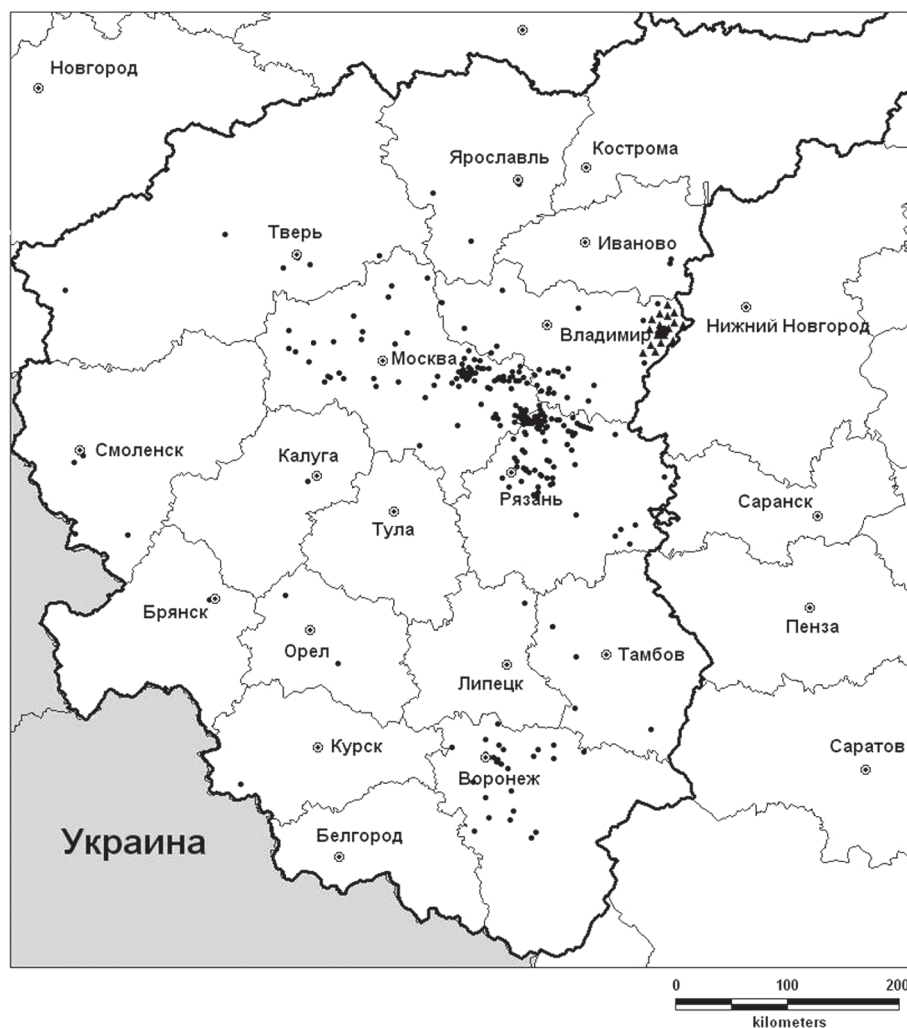 Новгород
Ярославль
Кострома
Тверь
Иваново
Владимир
Нижний Новгород
Москва
Смоленск
Калуга
Рязань
Саранск
Тула
Брянск
Орел
Липецк
Тамбов
Пенза
Курск
Воронеж
Саратов
Украина
Белгород
0 100 200
kilometers